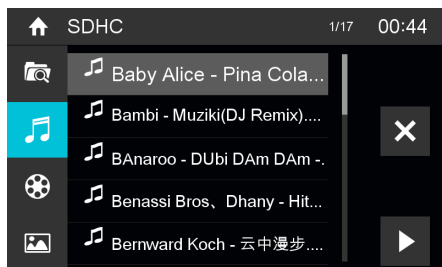 SDHC 1/17 00:44
Baby Alice - Pina Cola...
Bambi - Muziki(DJ Remix)....
BAnaroo - DUbi DAm DAm -.
Benassi Bros、Dhany - Hit...
Bernward Koch - 云中漫步....